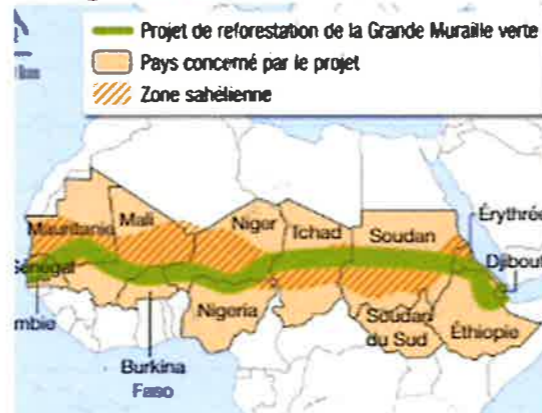 Projet de reforestation de la Grande Muraille verte
Pays concerné par le projet
Zone sahélienne
Mauritanie
Mali
Niger
Tchad
Soudan
Érythrée
Sénégal
Djibout
mbie
Nigeria
Soudan
du Sud
Éthiopie
Burkina
Faso